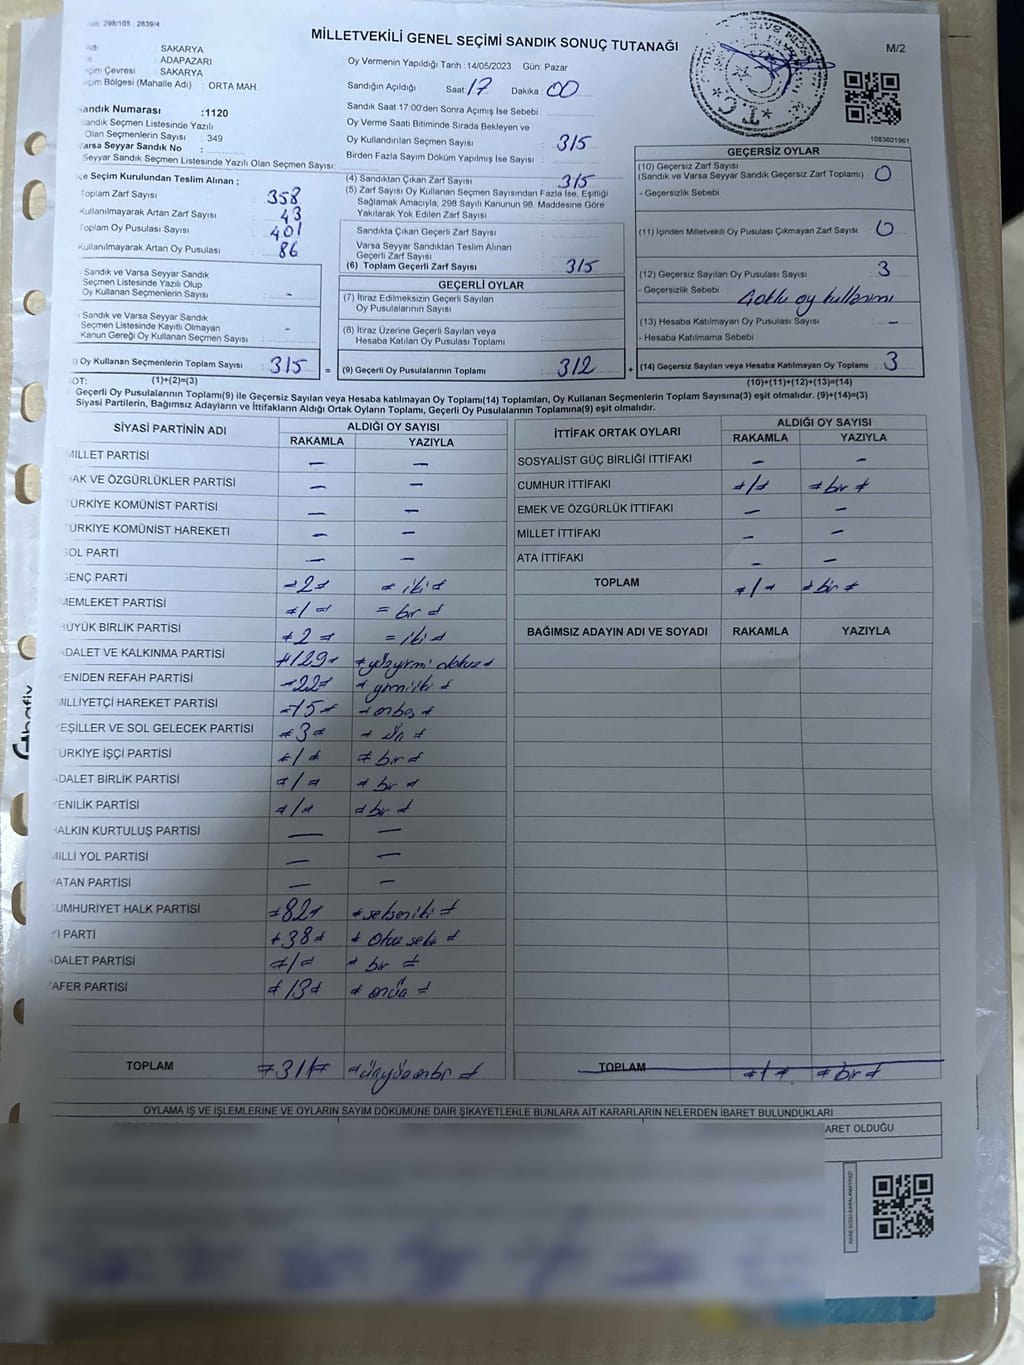 298/105 , 2839/4
MİLLETVEKİLİ GENEL SEÇİMİ SANDIK SONUÇ TUTANAĞI
M/2
: SAKARYA
: ADAPAZARI
Seçim Çevresi : SAKARYA
Seçim Bölgesi (Mahalle Adı) : ORTA MAH.
Sandık Numarası :1120
Sandık Seçmen Listesinde Yazılı
Olan Seçmenlerin Sayısı : 349
Varsa Seyyar Sandık No :
Seyyar Sandık Seçmen Listesinde Yazılı Olan Seçmen Sayısı:
Oy Vermenin Yapıldığı Tarih : 14/05/2023 Gün: Pazar
Sandığın Açıldığı Saat: 17 Dakika: 00
Sandık Saat 17:00'den Sonra Açımış İse Sebebi :
Oy Verme Saati Bitiminde Sırada Bekleyen ve
Oy Kullandırılan Seçmen Sayısı : 315
Birden Fazla Sayım Döküm Yapılmış İse Sayısı :
T.C.
1083601961
İlçe Seçim Kurulundan Teslim Alınan ;
Toplam Zarf Sayısı : 358
Kullanılmayarak Artan Zarf Sayısı : 43
Toplam Oy Pusulası Sayısı : 401
Kullanılmayarak Artan Oy Pusulası : 86
(4) Sandıktan Çıkan Zarf Sayısı : 315
(5) Zarf Sayısı Oy Kullanan Seçmen Sayısından Fazla İse, Eşitliği
Sağlamak Amacıyla, 298 Sayılı Kanunun 98. Maddesine Göre
Yakılarak Yok Edilen Zarf Sayısı :
Sandıkta Çıkan Geçerli Zarf Sayısı :
Varsa Seyyar Sandıktan Teslim Alınan
Geçerli Zarf Sayısı :
(6) Toplam Geçerli Zarf Sayısı : 315
GEÇERSİZ OYLAR
(10) Geçersiz Zarf Sayısı
(Sandık ve Varsa Seyyar Sandık Geçersiz Zarf Toplamı) : 0
- Geçersizlik Sebebi :
(11) İçinden Milletvekili Oy Pusulası Çıkmayan Zarf Sayısı : 0
(12) Geçersiz Sayılan Oy Pusulası Sayısı : 3
- Geçersizlik Sebebi : Çoklu oy kullanımı
(13) Hesaba Katılmayan Oy Pusulası Sayısı : -
- Hesaba Katılmama Sebebi :
(14) Geçersiz Sayılan veya Hesaba Katılmayan Oy Toplamı : 3
(10)+(11)+(12)+(13)=(14)
Sandık ve Varsa Seyyar Sandık
Seçmen Listesinde Yazılı Olup
Oy Kullanan Seçmenlerin Sayısı : -
Sandık ve Varsa Seyyar Sandık
Seçmen Listesinde Kayıtlı Olmayan
Kanun Gereği Oy Kullanan Seçmen Sayısı : -
Oy Kullanan Seçmenlerin Toplam Sayısı : 315 =
(1)+(2)=(3)
GEÇERLİ OYLAR
(7) İtiraz Edilmeksizin Geçerli Sayılan
Oy Pusulalarının Sayısı :
(8) İtiraz Üzerine Geçerli Sayılan veya
Hesaba Katılan Oy Pusulası Toplamı :
(9) Geçerli Oy Pusulalarının Toplamı : 312 +
NOT:
Geçerli Oy Pusulalarının Toplamı(9) ile Geçersiz Sayılan veya Hesaba Katılmayan Oy Toplamı(14) Toplamları, Oy Kullanan Seçmenlerin Toplam Sayısına(3) eşit olmalıdır. (9)+(14)=(3)
Siyasi Partilerin, Bağımsız Adayların ve İttifakların Aldığı Ortak Oyların Toplamı, Geçerli Oy Pusulalarının Toplamına(9) eşit olmalıdır.
SİYASİ PARTİNİN ADI ALDIĞI OY SAYISI
RAKAMLA YAZIYLA
MİLLET PARTİSİ — —
HAK VE ÖZGÜRLÜKLER PARTİSİ — —
TÜRKİYE KOMÜNİST PARTİSİ — —
TÜRKİYE KOMÜNİST HAREKETİ — —
SOL PARTİ — —
GENÇ PARTİ =2= = iki =
MEMLEKET PARTİSİ =1= = bir =
BÜYÜK BİRLİK PARTİSİ =2= = iki =
ADALET VE KALKINMA PARTİSİ =129= =yüzyirmi dokuz=
YENİDEN REFAH PARTİSİ =22= = yirmiiki =
MİLLİYETÇİ HAREKET PARTİSİ =15= =onbeş=
YEŞİLLER VE SOL GELECEK PARTİSİ =3= = üç =
TÜRKİYE İŞÇİ PARTİSİ =1= = bir =
ADALET BİRLİK PARTİSİ =1= = bir =
YENİLİK PARTİSİ =1= = bir =
HALKIN KURTULUŞ PARTİSİ — —
MİLLİ YOL PARTİSİ — —
VATAN PARTİSİ — —
CUMHURİYET HALK PARTİSİ =82= =sekseniki=
İYİ PARTİ =38= = otuz sekiz =
ADALET PARTİSİ =1= = bir =
ZAFER PARTİSİ =13= = onüç =
TOPLAM =311= =üçyüzonbir=
İTTİFAK ORTAK OYLARI ALDIĞI OY SAYISI
RAKAMLA YAZIYLA
SOSYALİST GÜÇ BİRLİĞİ İTTİFAKI — —
CUMHUR İTTİFAKI =1= =bir=
EMEK VE ÖZGÜRLÜK İTTİFAKI — —
MİLLET İTTİFAKI — —
ATA İTTİFAKI — —
TOPLAM =1= =bir=
BAĞIMSIZ ADAYIN ADI VE SOYADI RAKAMLA YAZIYLA
TOPLAM =1= =bir=
OYLAMA İŞ VE İŞLEMLERİNE VE OYLARIN SAYIM DÖKÜMÜNE DAİR ŞİKAYETLERLE BUNLARA AİT KARARLARIN NELERDEN İBARET BULUNDUKLARI
ARET OLDUĞU